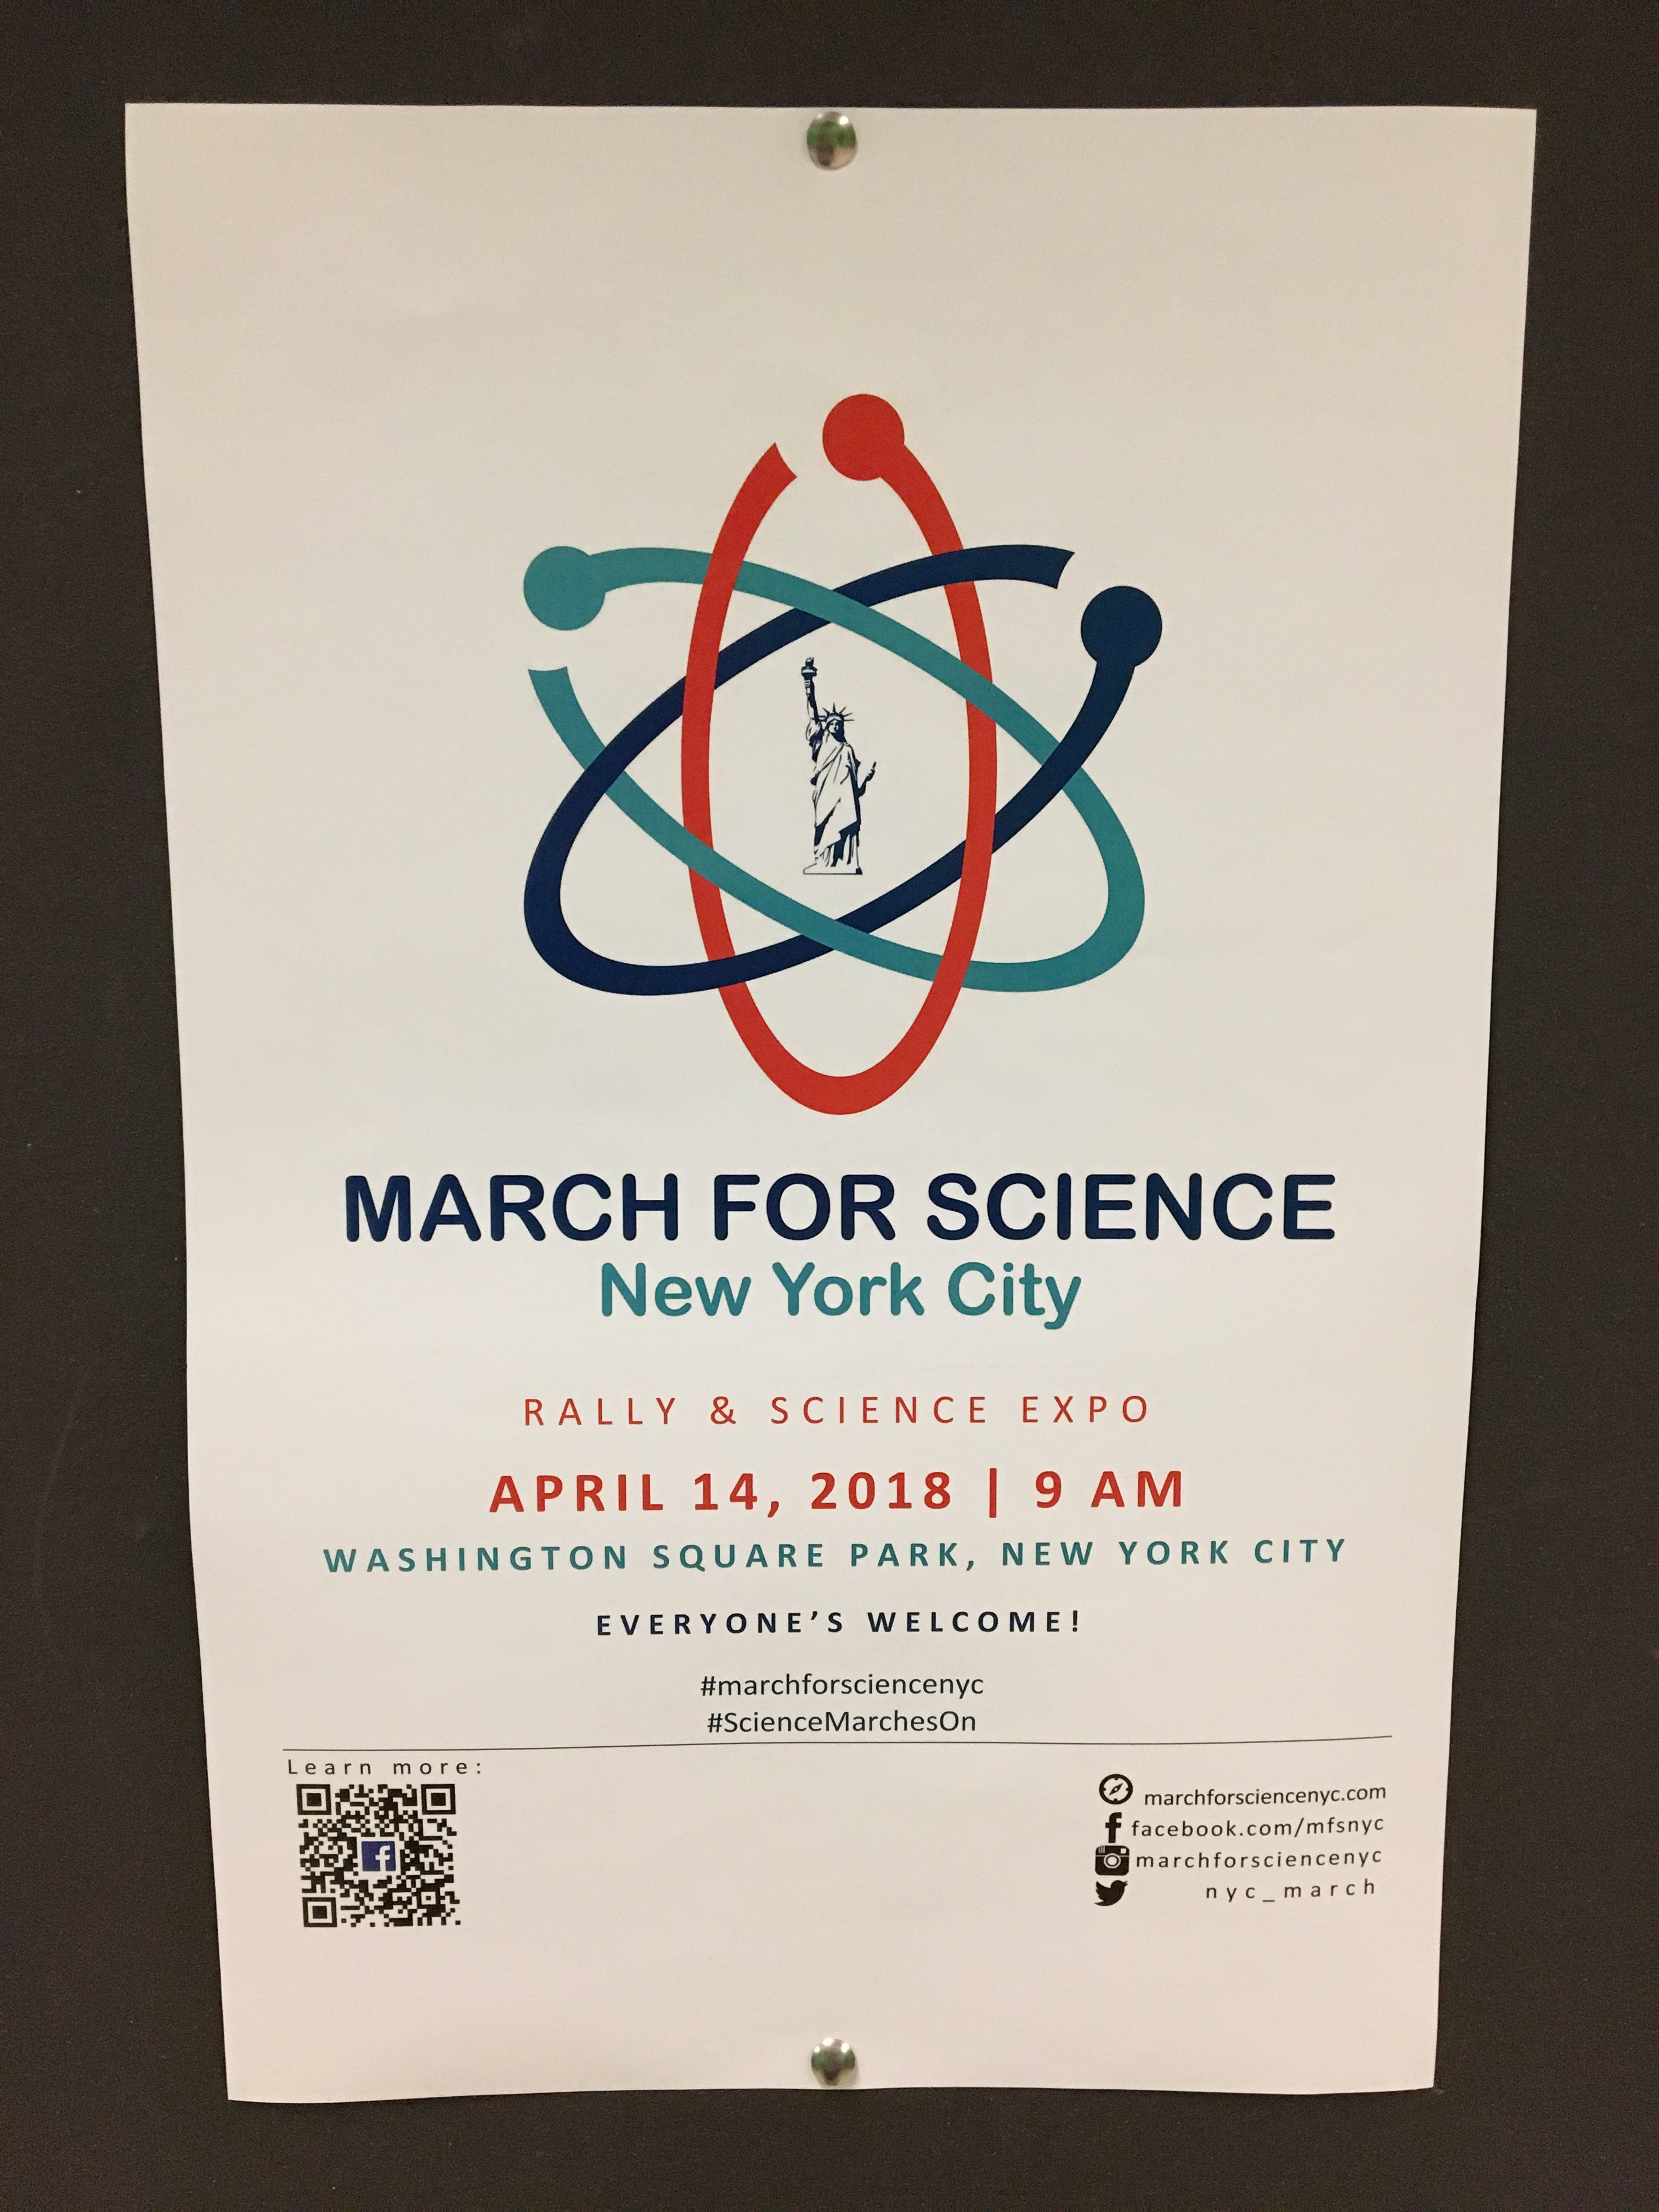 MARCH FOR SCIENCE
New York City
RALLY & SCIENCE EXPO
APRIL 14, 2018 | 9 AM
WASHINGTON SQUARE PARK, NEW YORK CITY
EVERYONE’S WELCOME!
#marchforsciencenyc
#ScienceMarchesOn
Learn more:
marchforsciencenyc.com
facebook.com/mfsnyc
marchforsciencenyc
nyc_march